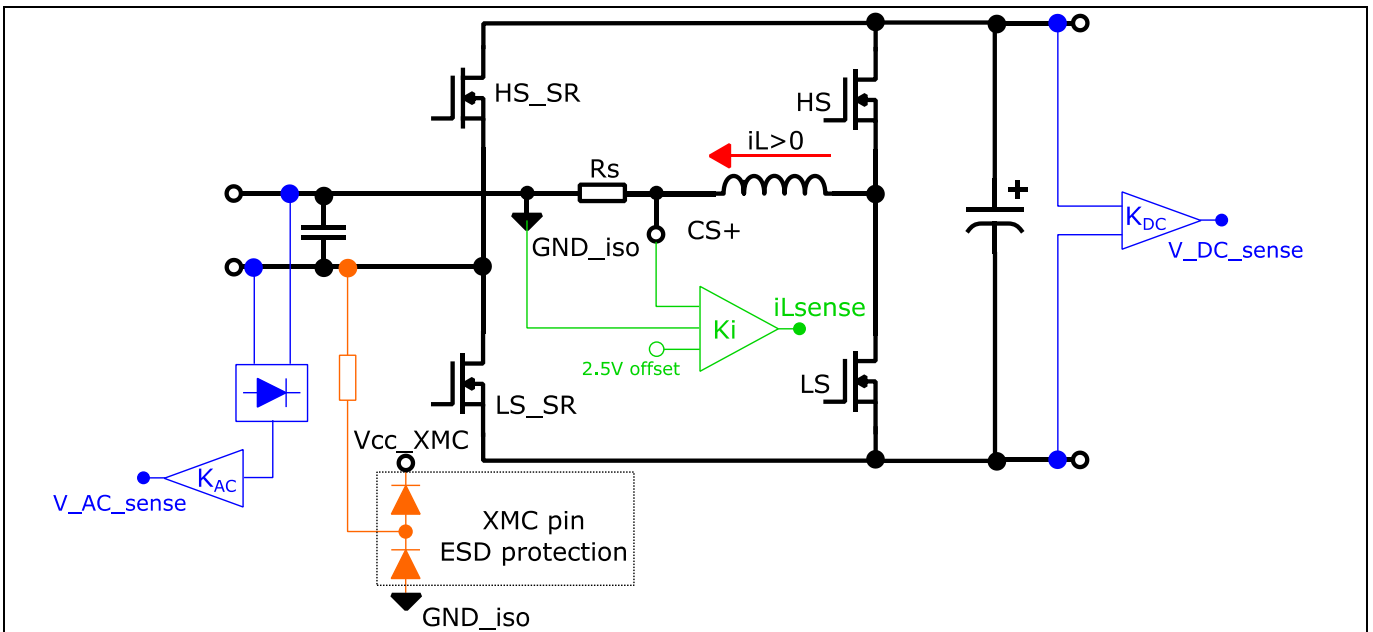 HS_SR
HS
iL>0
Rs
+
CS+
GND_iso
KDC
V_DC_sense
iLsense
Ki
2.5V offset
LS
LS_SR
Vcc_XMC
KAC
V_AC_sense
XMC pin
ESD protection
GND_iso